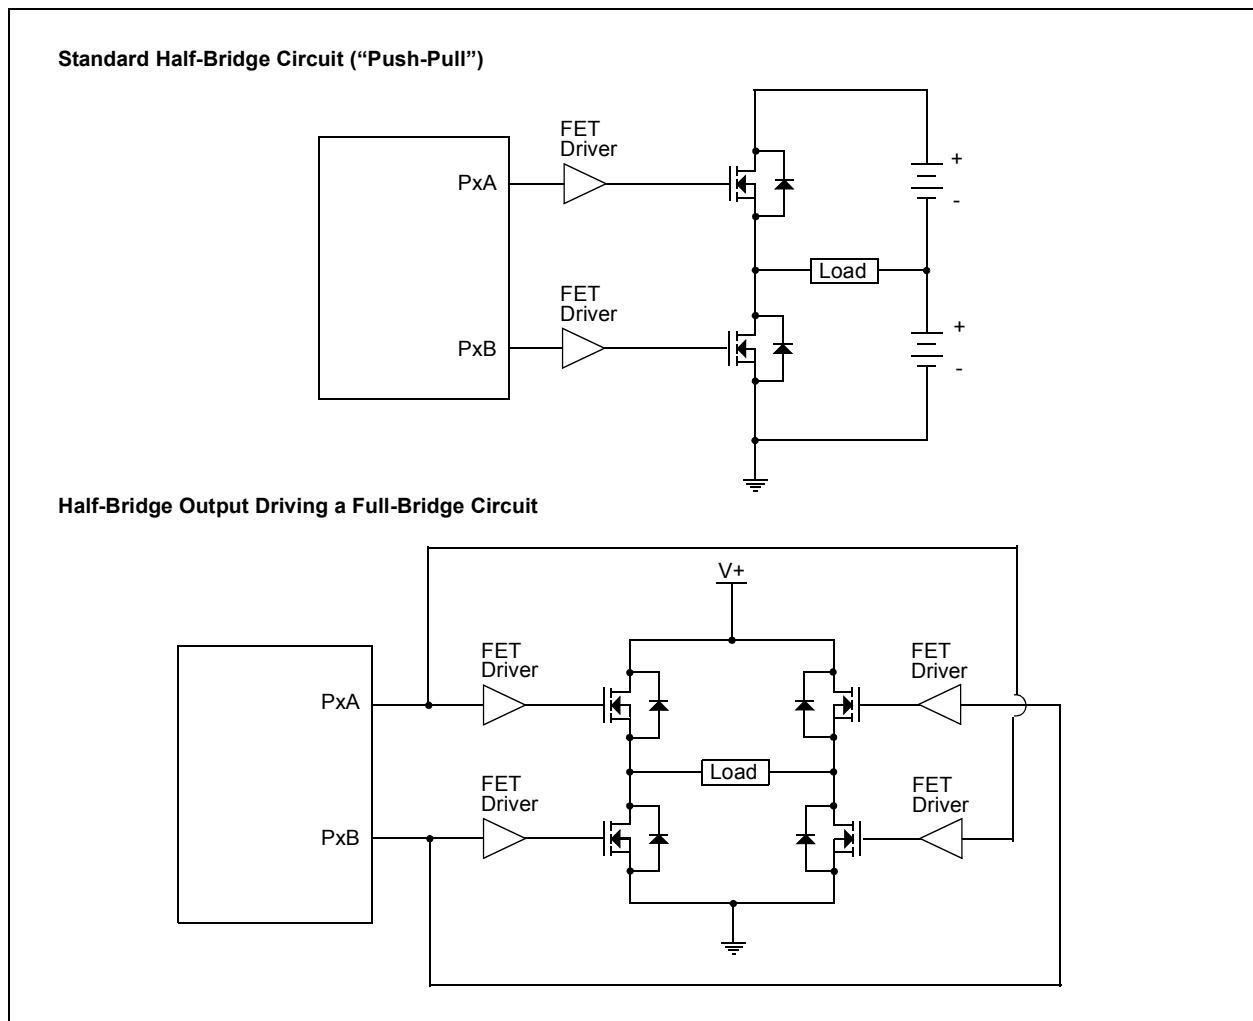 Standard Half-Bridge Circuit (“Push-Pull”)
FET
Driver
PxA
+
-
Load
FET
Driver
PxB
+
-
Half-Bridge Output Driving a Full-Bridge Circuit
V+
FET
Driver
FET
Driver
PxA
Load
FET
Driver
FET
Driver
PxB